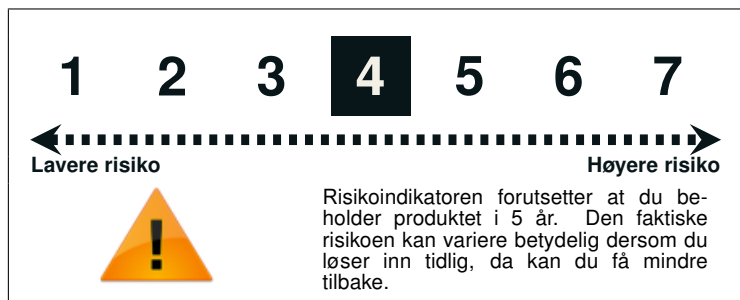 1 2 3 4 5 6 7
Lavere risiko Høyere risiko
!
Risikoindikatoren forutsetter at du be-
holder produktet i 5 år. Den faktiske
risikoen kan variere betydelig dersom du
løser inn tidlig, da kan du få mindre
tilbake.